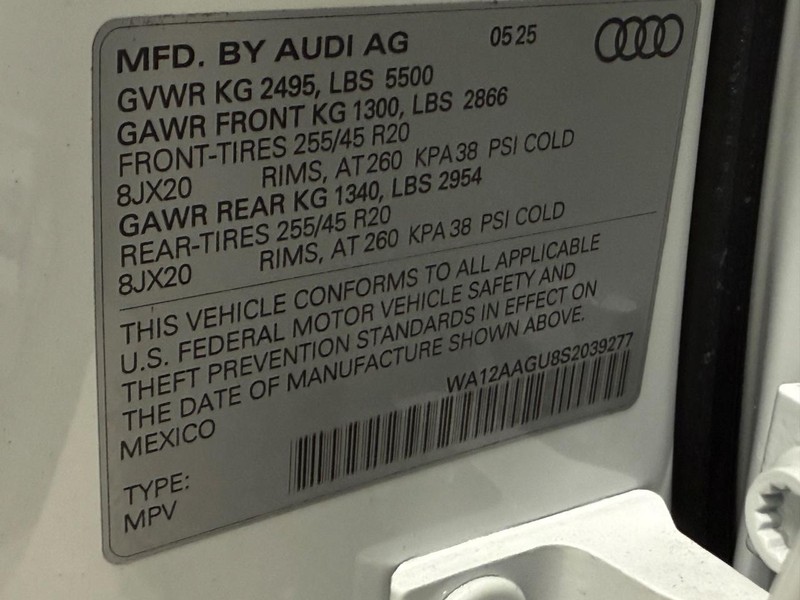 MFD. BY AUDI AG 05 25
GVWR KG 2495, LBS 5500
GAWR FRONT KG 1300, LBS 2866
FRONT-TIRES 255/45 R20
8JX20 RIMS, AT 260 KPA 38 PSI COLD
GAWR REAR KG 1340, LBS 2954
REAR-TIRES 255/45 R20
8JX20 RIMS, AT 260 KPA 38 PSI COLD
THIS VEHICLE CONFORMS TO ALL APPLICABLE
U.S. FEDERAL MOTOR VEHICLE SAFETY AND
THEFT PREVENTION STANDARDS IN EFFECT ON
THE DATE OF MANUFACTURE SHOWN ABOVE.
MEXICO WA12AAGU8S2039277
TYPE:
MPV